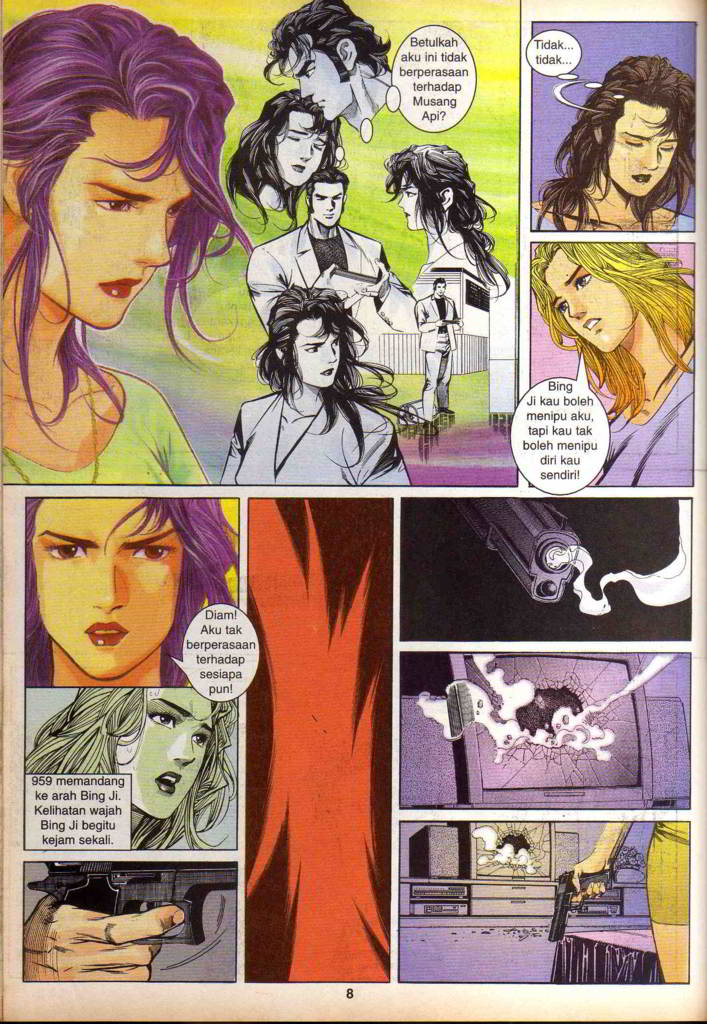 Betulkah
aku ini tidak
berperasaan
terhadap
Musang
Api?
Tidak...
tidak...
Bing
Ji kau boleh
menipu aku,
tapi kau tak
boleh menipu
diri kau
sendiri!
Diam!
Aku tak
berperasaan
terhadap
sesiapa
pun!
959 memandang
ke arah Bing Ji.
Kelihatan wajah
Bing Ji begitu
kejam sekali.
8